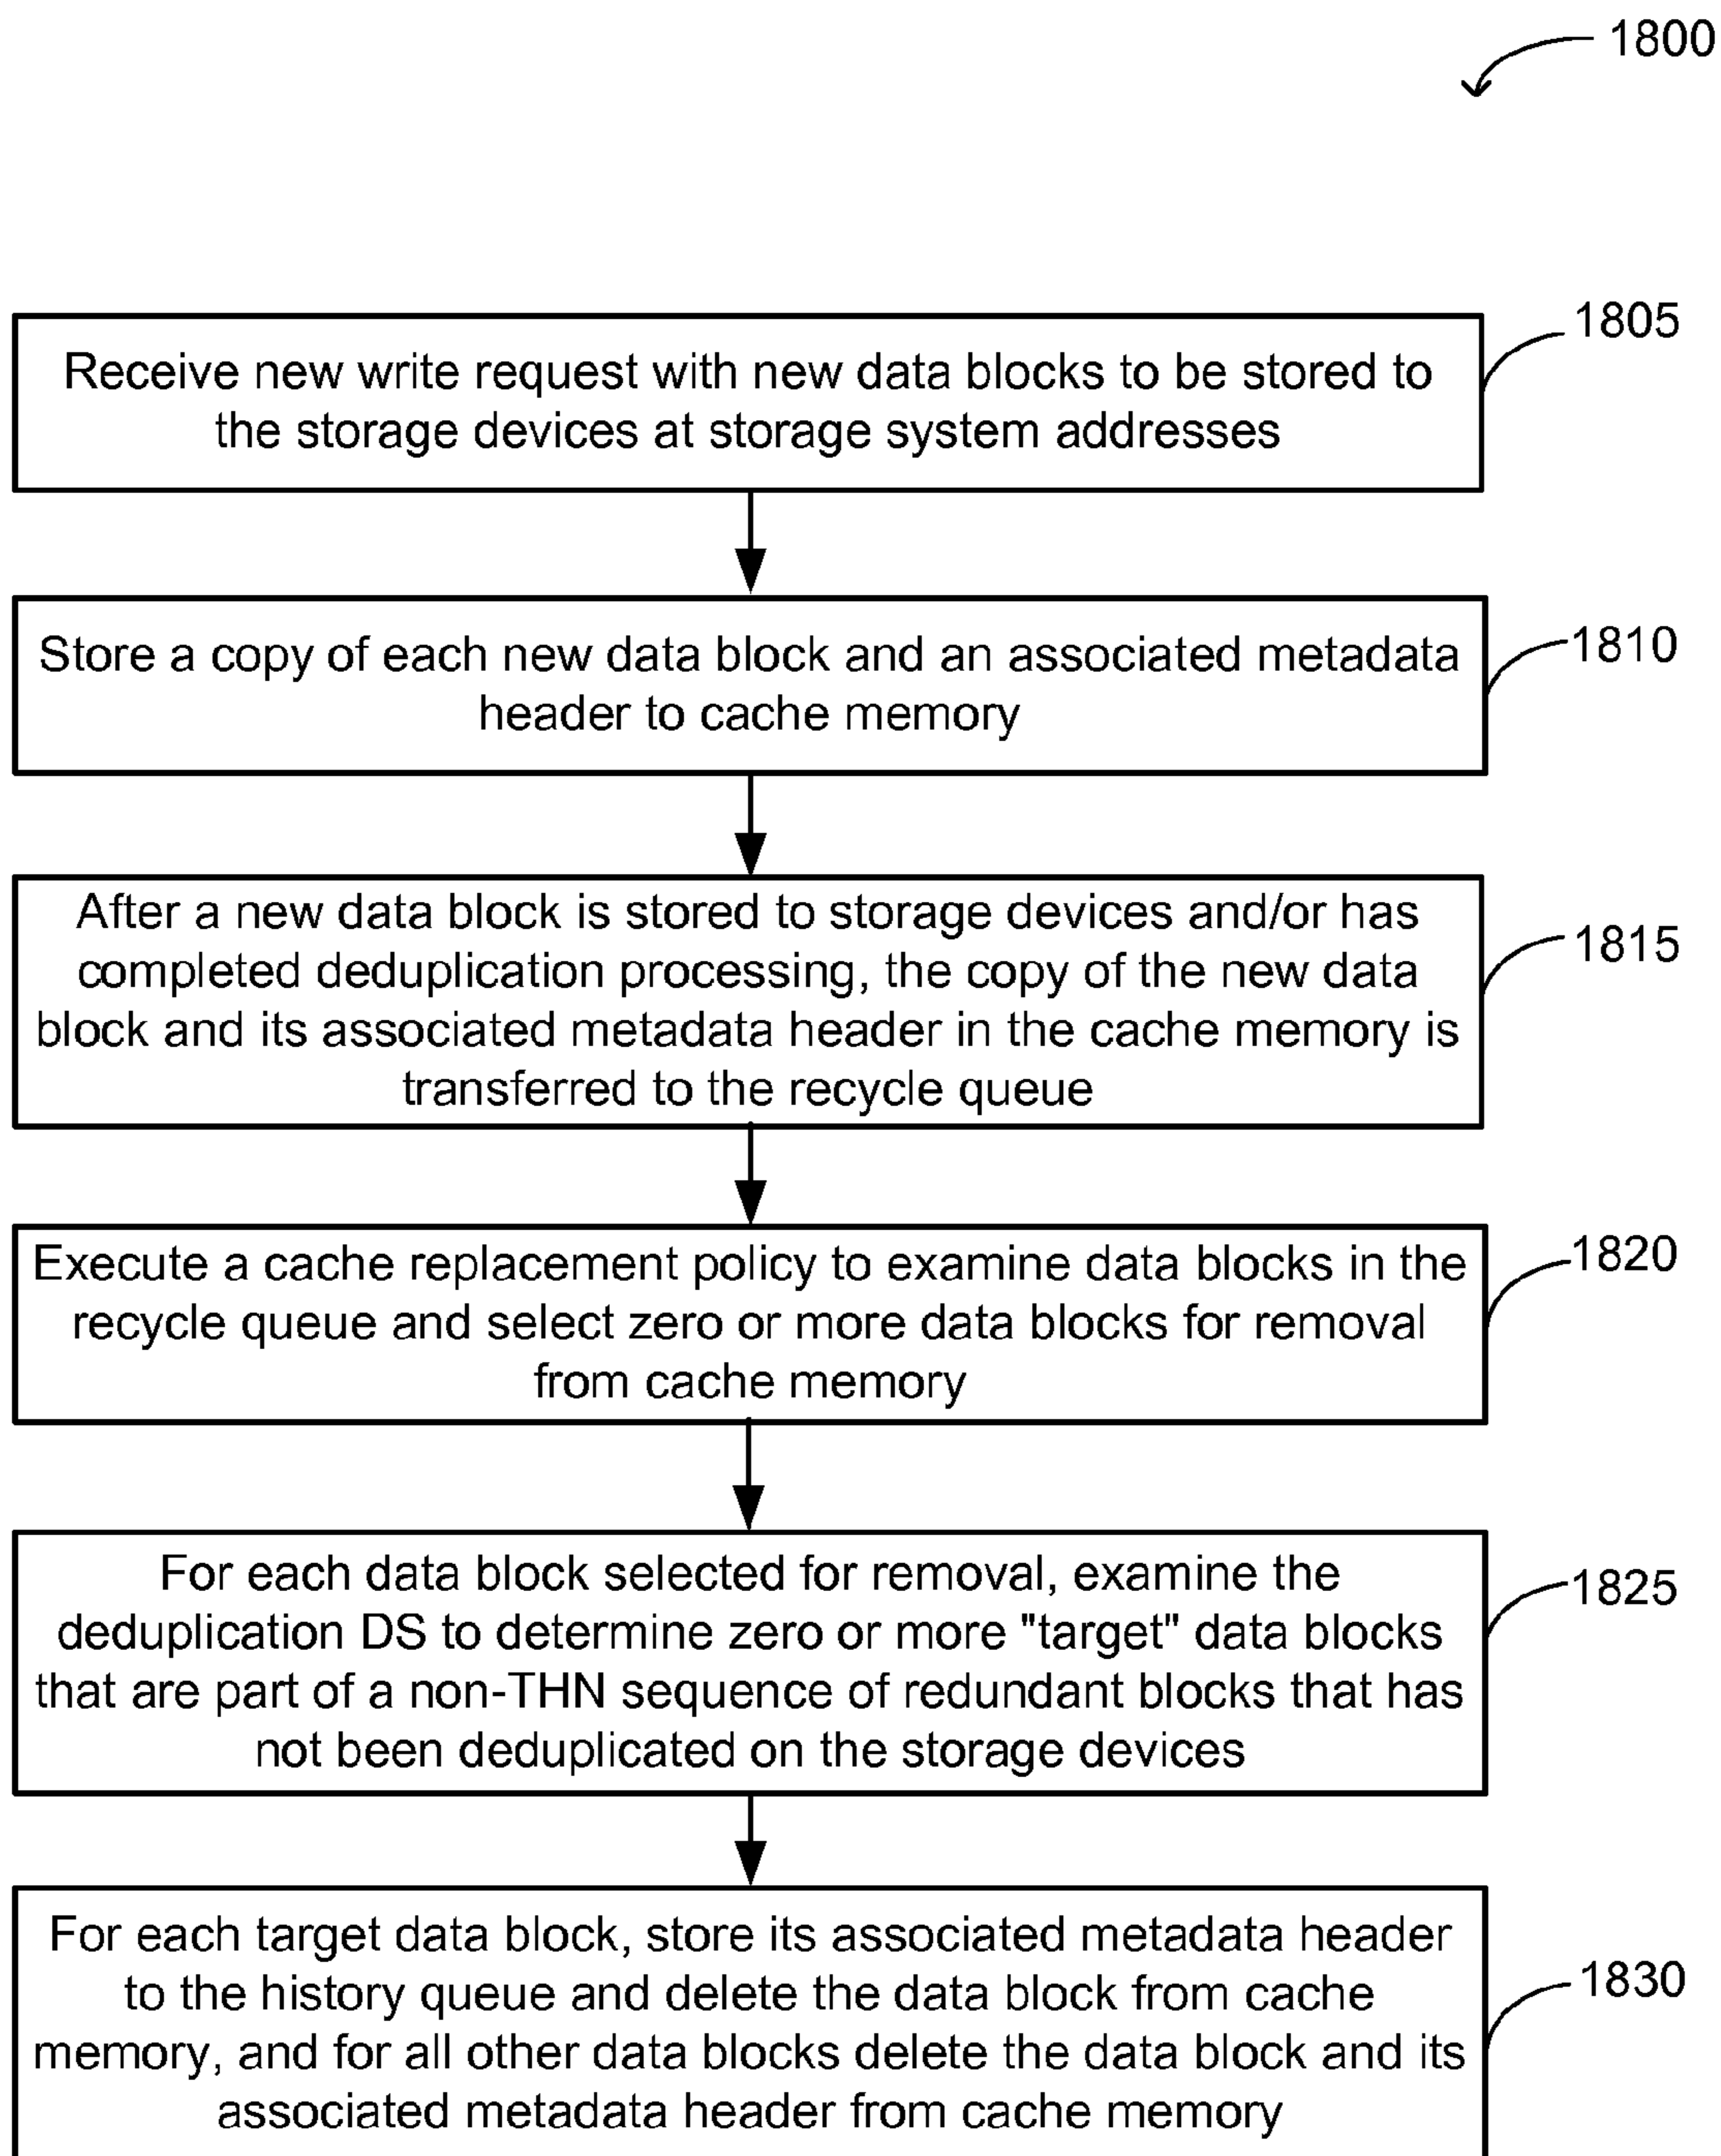 1800
1805
Receive new write request with new data blocks to be stored to
the storage devices at storage system addresses
1810
Store a copy of each new data block and an associated metadata
header to cache memory
1815
After a new data block is stored to storage devices and/or has
completed deduplication processing, the copy of the new data
block and its associated metadata header in the cache memory is
transferred to the recycle queue
1820
Execute a cache replacement policy to examine data blocks in the
recycle queue and select zero or more data blocks for removal
from cache memory
1825
For each data block selected for removal, examine the
deduplication DS to determine zero or more "target" data blocks
that are part of a non-THN sequence of redundant blocks that has
not been deduplicated on the storage devices
1830
For each target data block, store its associated metadata header
to the history queue and delete the data block from cache
memory, and for all other data blocks delete the data block and its
associated metadata header from cache memory